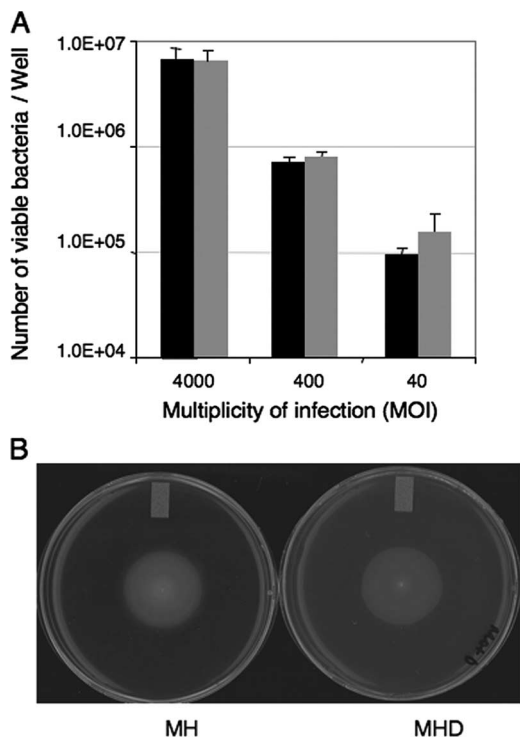 A
Number of viable bacteria / Well
1.0E+07
1.0E+06
1.0E+05
1.0E+04
4000 400 40
Multiplicity of infection (MOI)
B
MH MHD